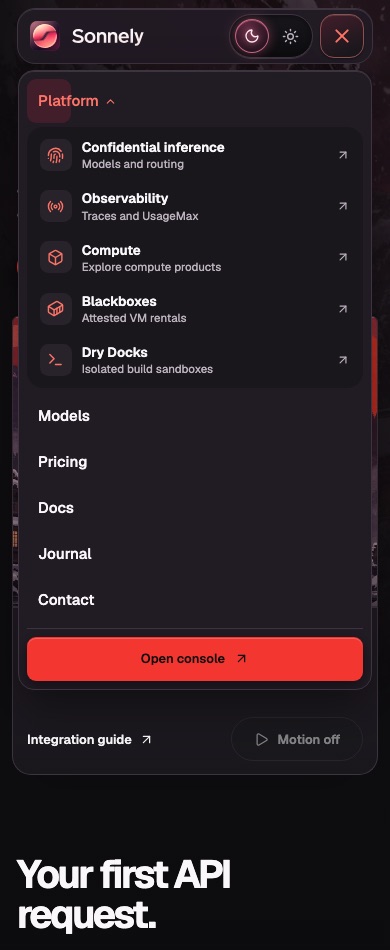 Sonnely
Platform
Confidential inference
Models and routing
Observability
Traces and UsageMax
Compute
Explore compute products
Blackboxes
Attested VM rentals
Dry Docks
Isolated build sandboxes
Models
Pricing
Docs
Journal
Contact
Open console
Integration guide
Motion off
Your first API
request.